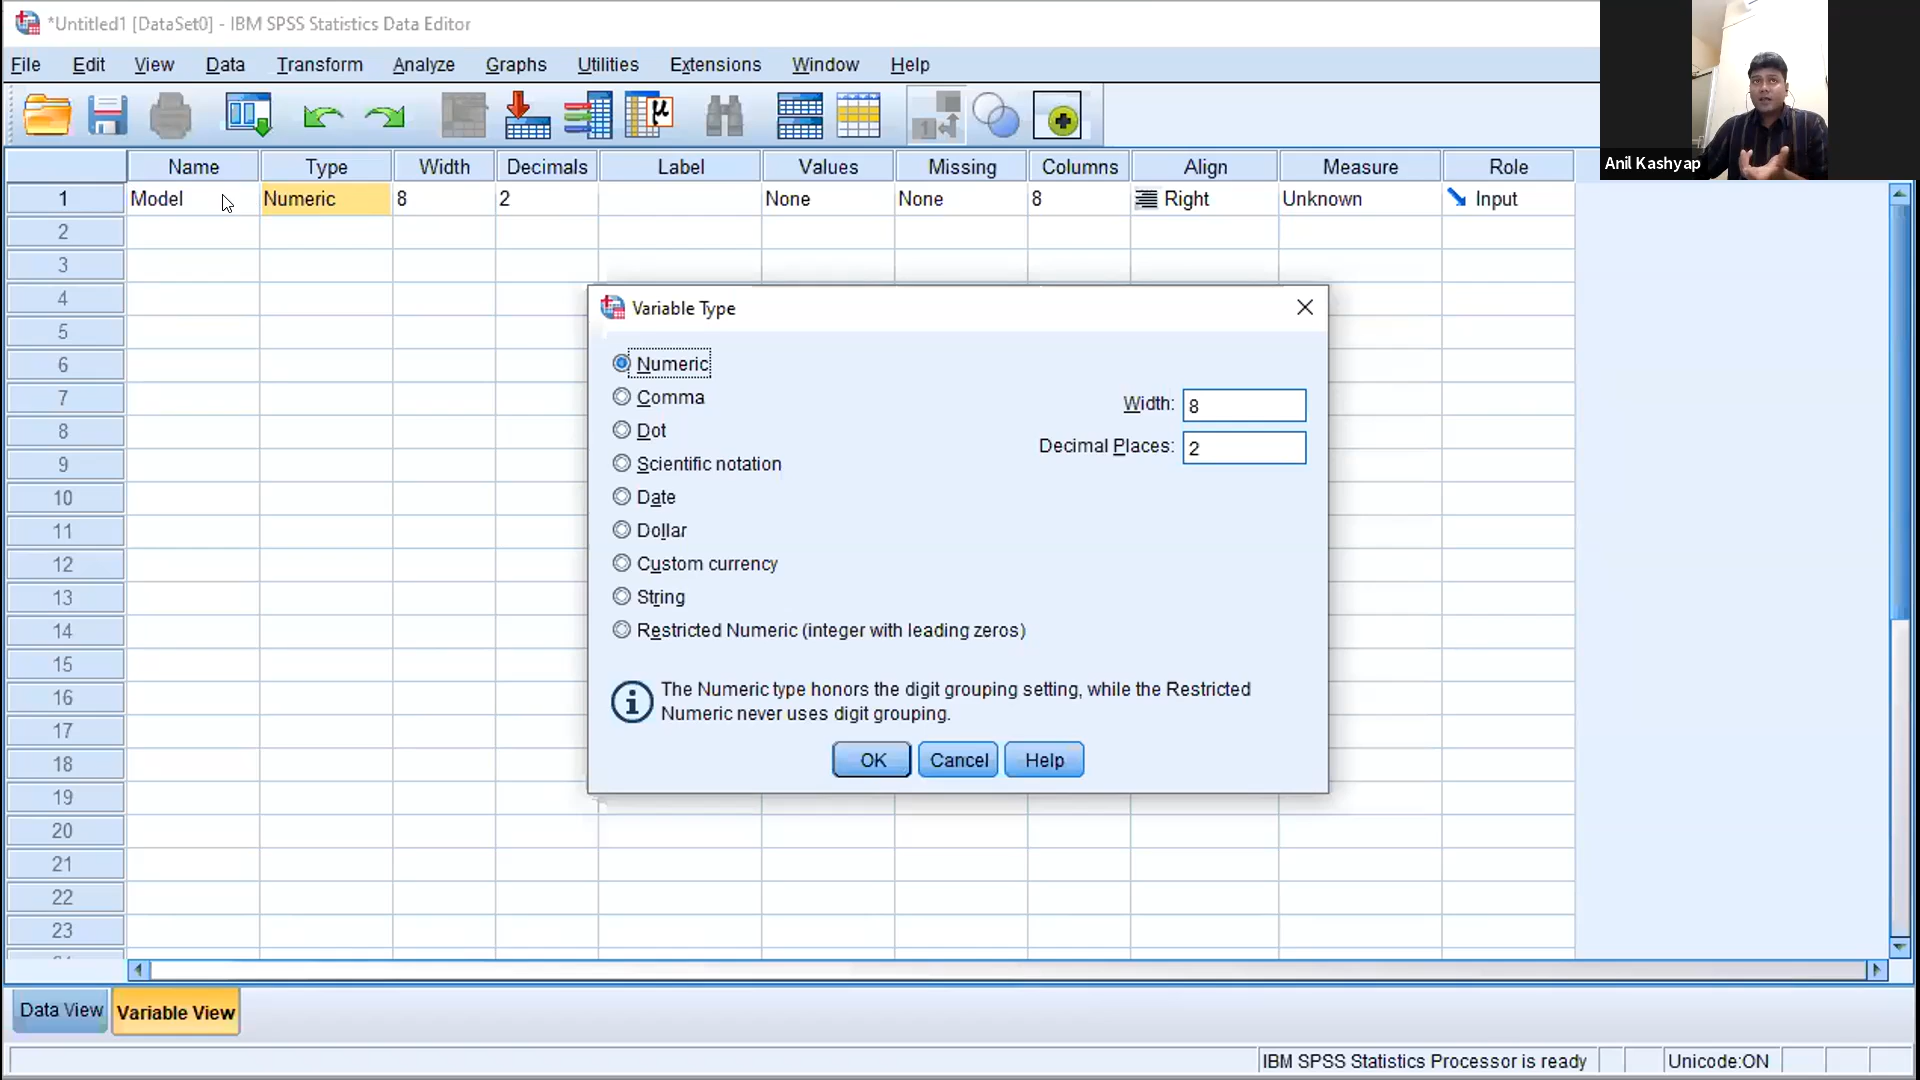 *Untitled1 [DataSet0] - IBM SPSS Statistics Data Editor
File Edit View Data Transform Analyze Graphs Utilities Extensions Window Help
Anil Kashyap
Name Type Width Decimals Label Values Missing Columns Align Measure Role
1 Model Numeric 8 2 None None 8 Right Unknown Input
2
3
4
5
6
7
8
9
10
11
12
13
14
15
16
17
18
19
20
21
22
23
Variable Type
Numeric
Comma
Dot
Scientific notation
Date
Dollar
Custom currency
String
Restricted Numeric (integer with leading zeros)
Width: 8
Decimal Places: 2
The Numeric type honors the digit grouping setting, while the Restricted
Numeric never uses digit grouping.
OK Cancel Help
Data View Variable View
IBM SPSS Statistics Processor is ready Unicode:ON